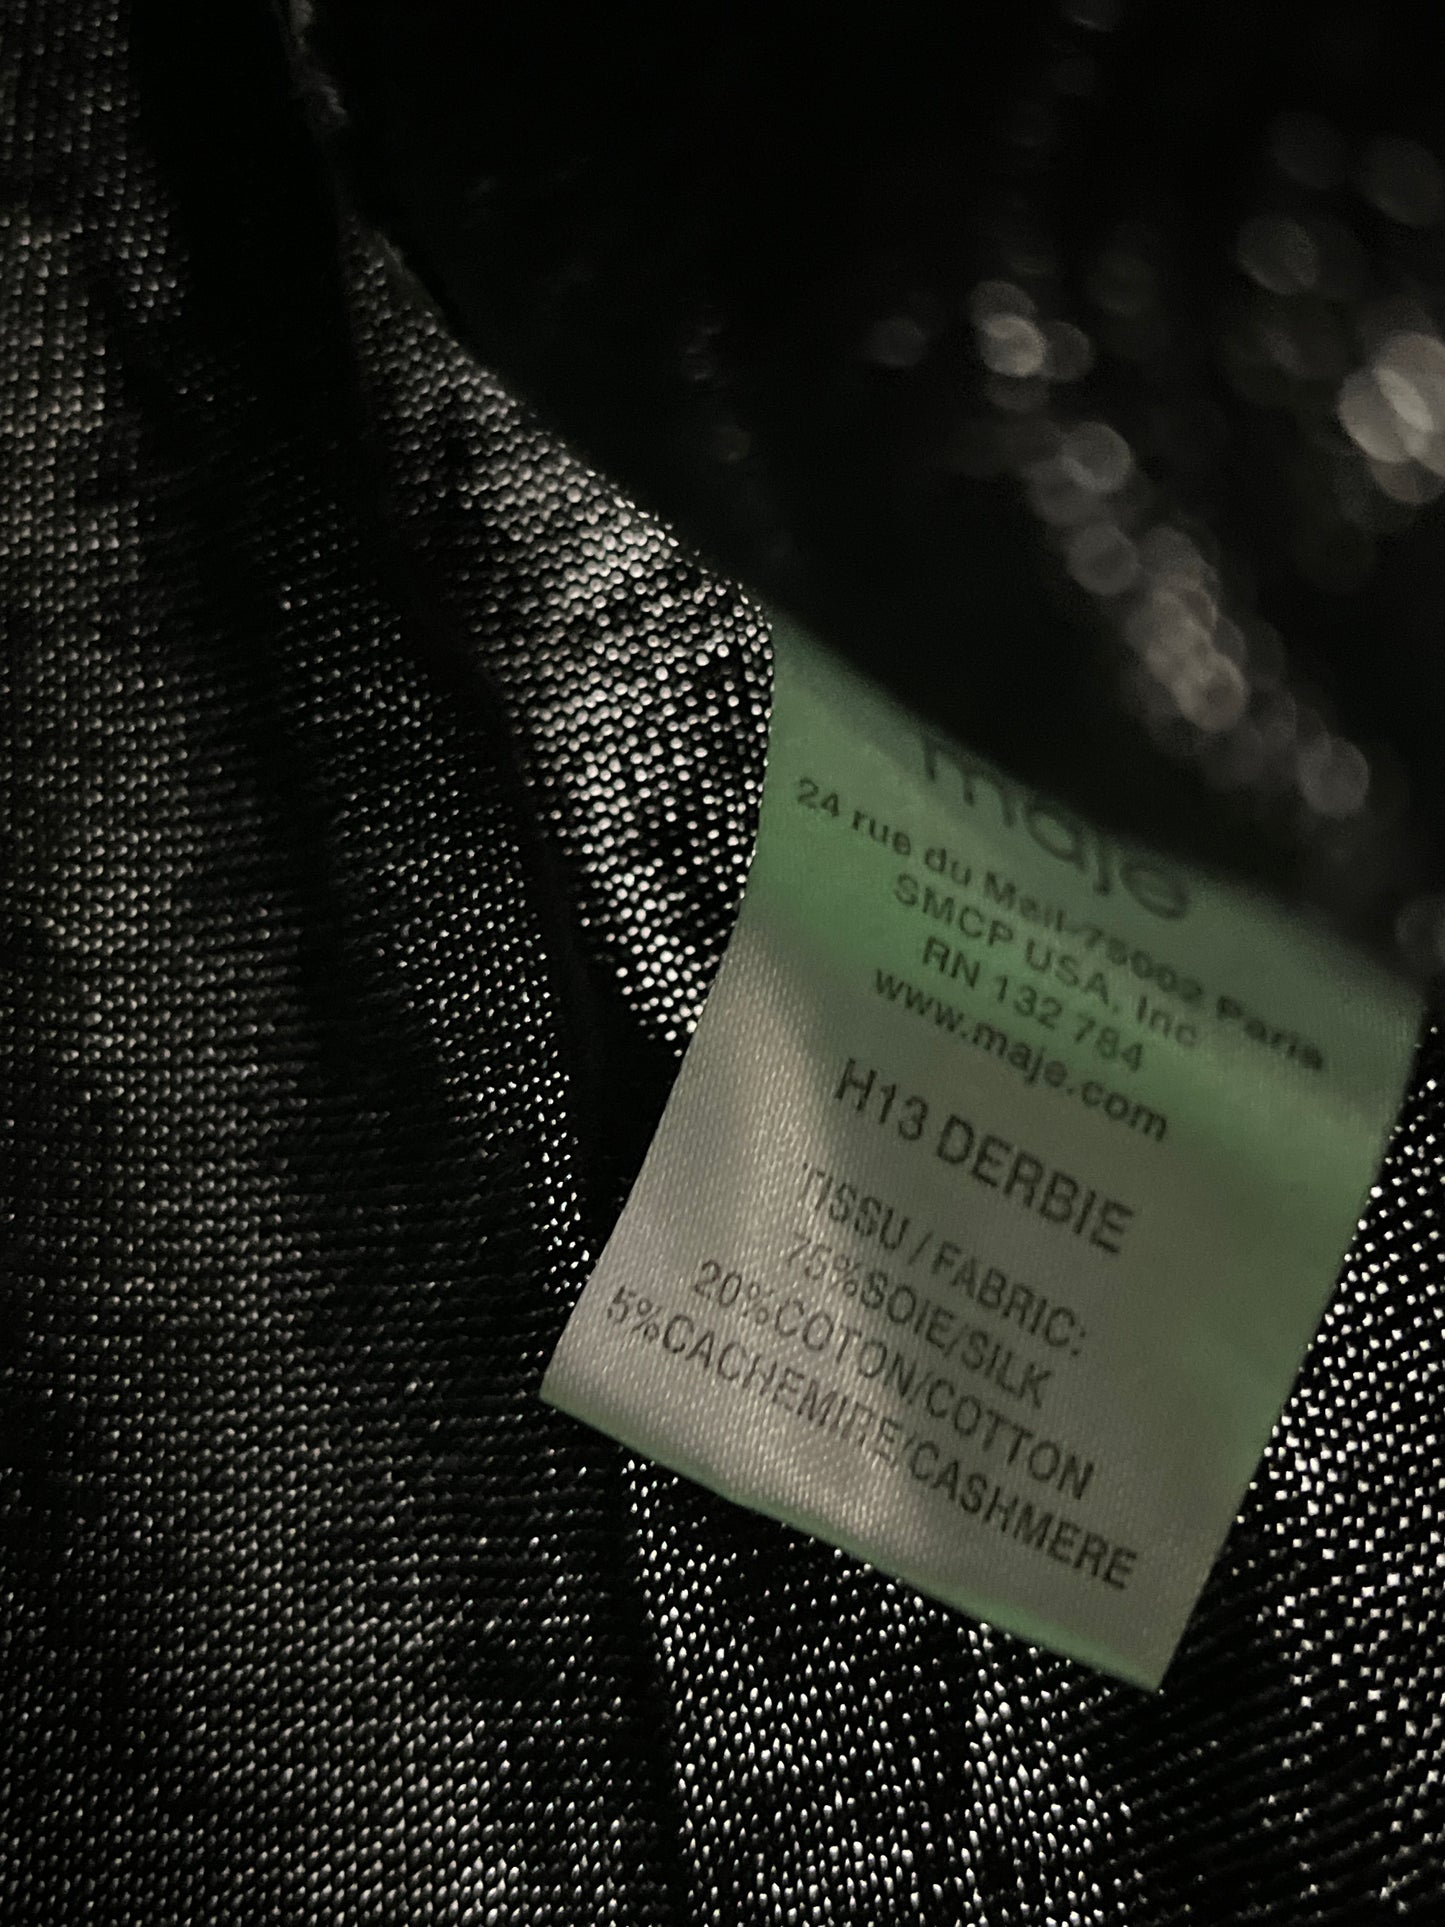 maje
24 rue du Mail-75002 Paris
SMCP USA, Inc
RN 132 784
www.maje.com
H13 DERBIE
TISSU / FABRIC:
75%SOIE/SILK
20%COTON/COTTON
5%CACHEMIRE/CASHMERE